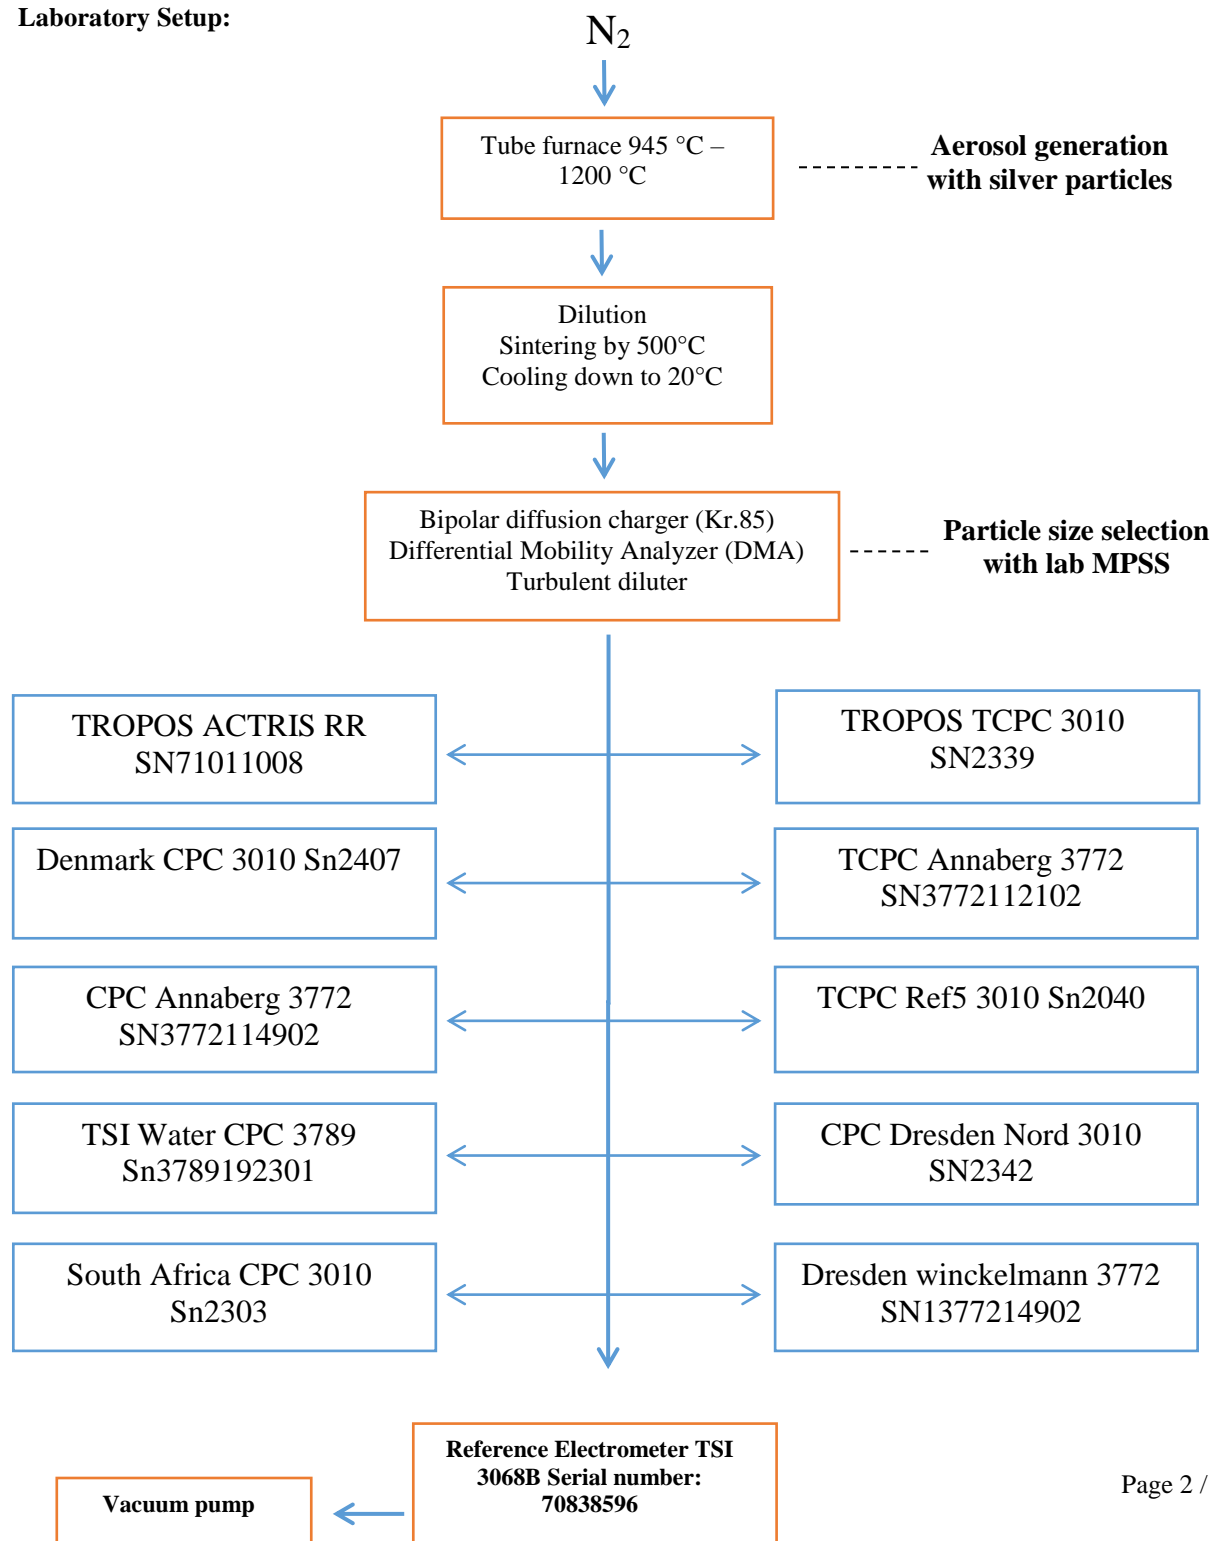 Laboratory Setup:
N₂
Tube furnace 945 °C –
1200 °C
Aerosol generation
with silver particles
Dilution
Sintering by 500°C
Cooling down to 20°C
Bipolar diffusion charger (Kr.85)
Differential Mobility Analyzer (DMA)
Turbulent diluter
Particle size selection
with lab MPSS
TROPOS ACTRIS RR
SN71011008
TROPOS TCPC 3010
SN2339
Denmark CPC 3010 Sn2407
TCPC Annaberg 3772
SN3772112102
CPC Annaberg 3772
SN3772114902
TCPC Ref5 3010 Sn2040
TSI Water CPC 3789
Sn3789192301
CPC Dresden Nord 3010
SN2342
South Africa CPC 3010
Sn2303
Dresden winckelmann 3772
SN1377214902
Reference Electrometer TSI
3068B Serial number:
70838596
Vacuum pump
Page 2 /